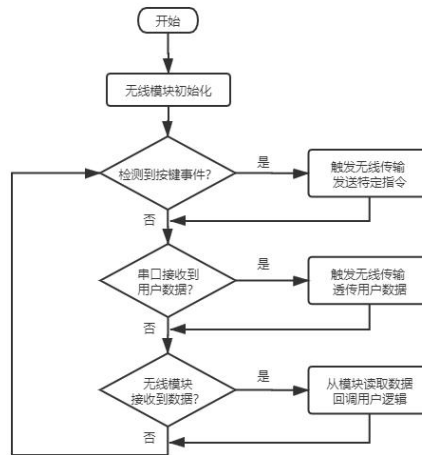 开始
无线模块初始化
检测到按键事件?
是
触发无线传输
发送特定指令
否
串口接收到
用户数据?
是
触发无线传输
透传用户数据
否
无线模块
接收到数据?
是
从模块读取数据
回调用户逻辑
否